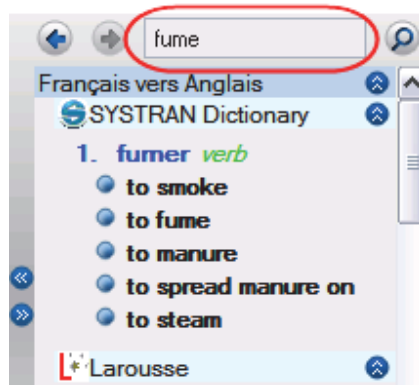 fume
Français vers Anglais
SYSTRAN Dictionary
1. fumer verb
to smoke
to fume
to manure
to spread manure on
to steam
Larousse